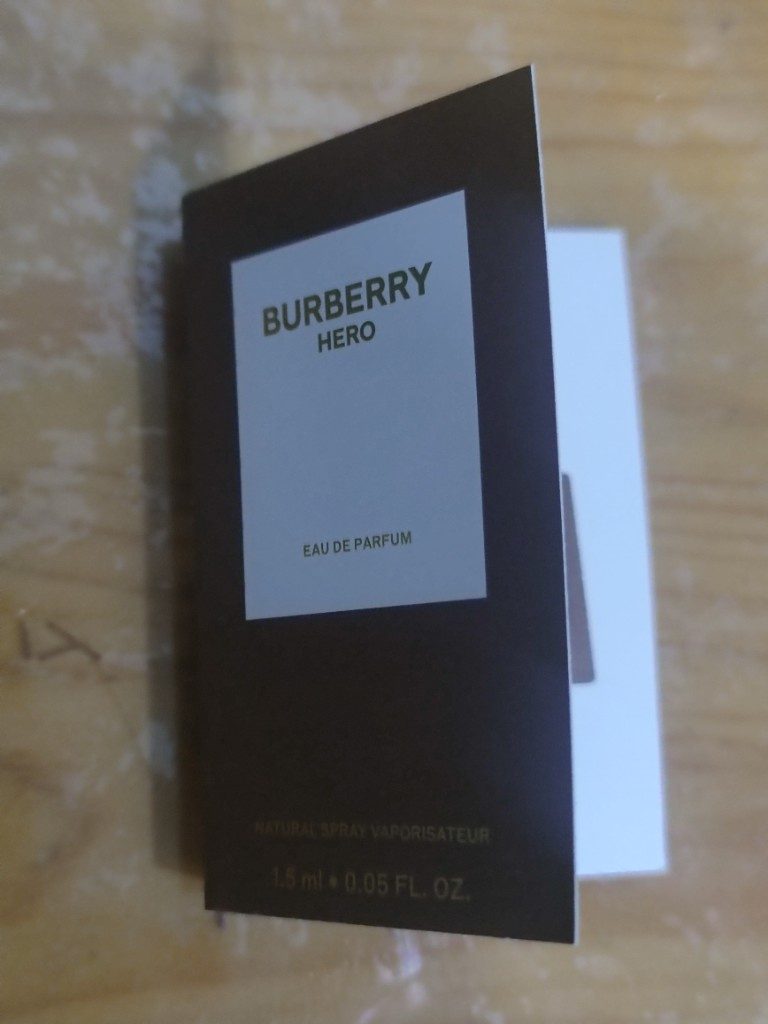 BURBERRY
HERO
EAU DE PARFUM
NATURAL SPRAY VAPORISATEUR
1.5 ml ♦ 0.05 FL. OZ.